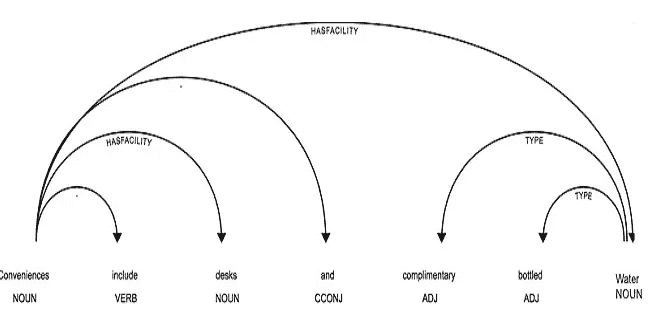 HASFACILITY
HASFACILITY
TYPE
TYPE
Conveniences include desks and complimentary bottled Water
NOUN VERB NOUN CCONJ ADJ ADJ NOUN